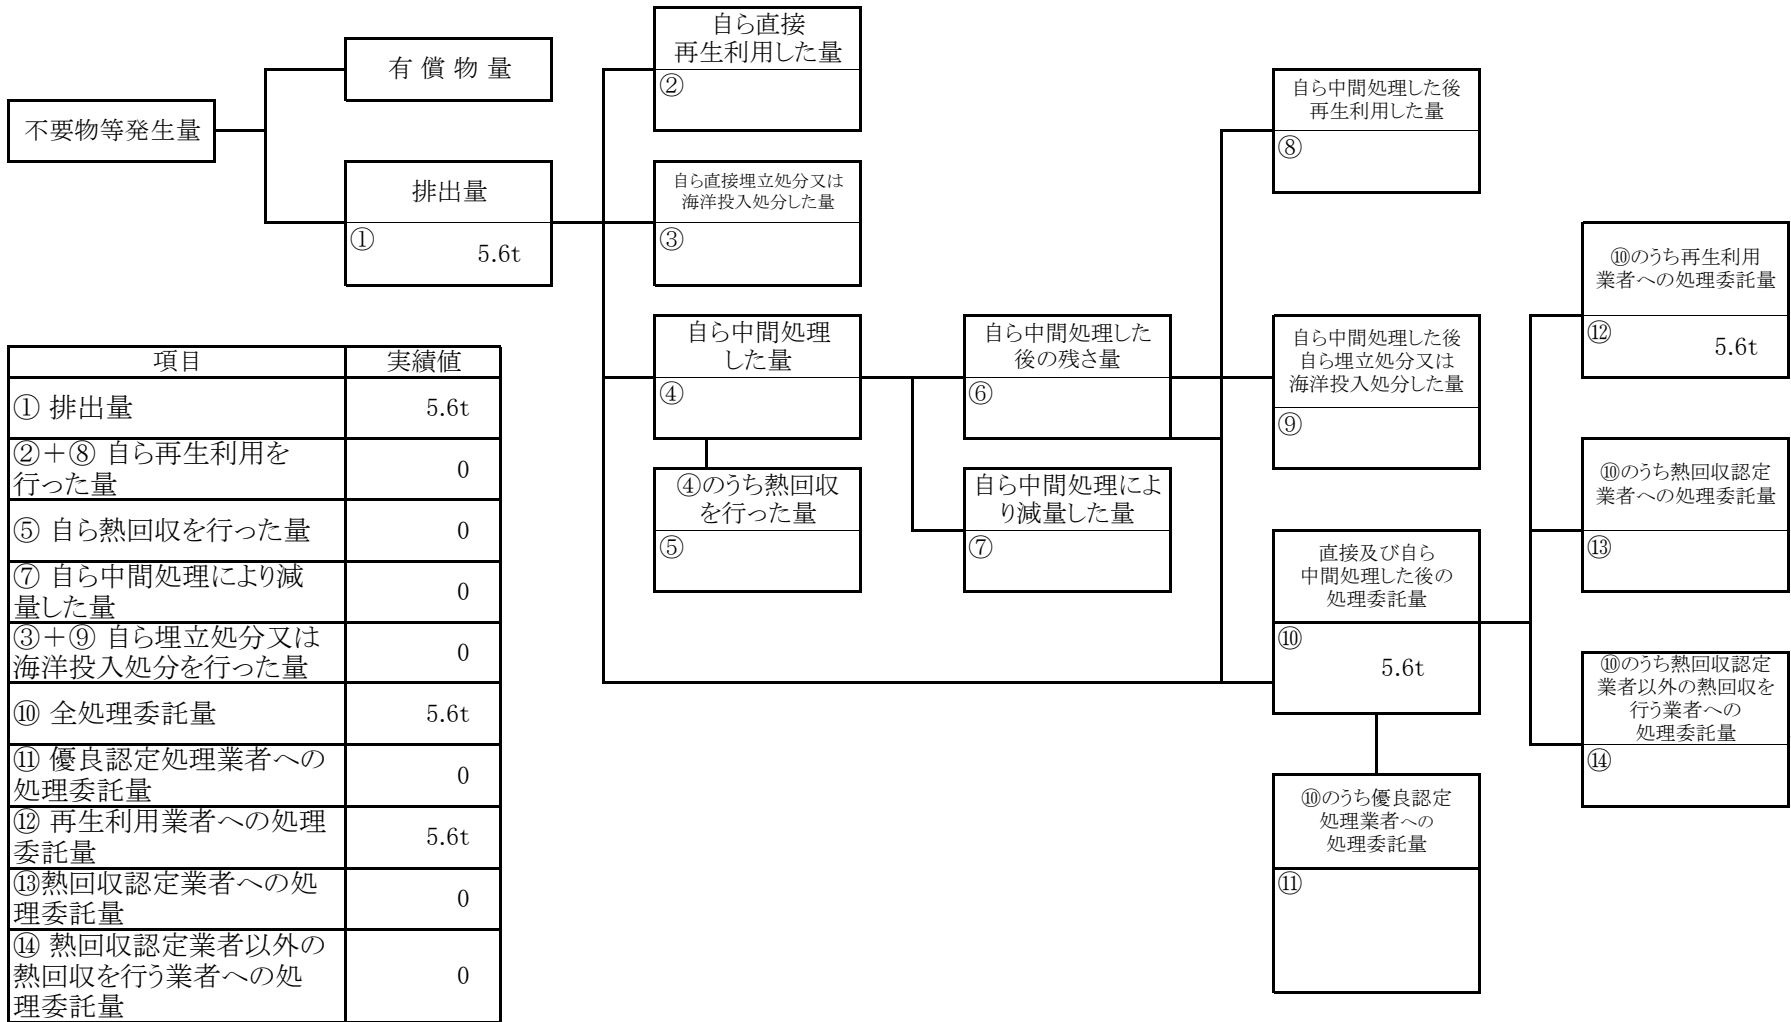 不要物等発生量
有 償 物 量
排出量
①
5.6t
自ら直接
再生利用した量
②
自ら直接埋立処分又は
海洋投入処分した量
③
自ら中間処理
した量
④
④のうち熱回収
を行った量
⑤
自ら中間処理した
後の残さ量
⑥
自ら中間処理によ
り減量した量
⑦
自ら中間処理した後
再生利用した量
⑧
自ら中間処理した後
自ら埋立処分又は
海洋投入処分した量
⑨
直接及び自ら
中間処理した後の
処理委託量
⑩
5.6t
⑩のうち優良認定
処理業者への
処理委託量
⑪
⑩のうち再生利用
業者への処理委託量
⑫
5.6t
⑩のうち熱回収認定
業者への処理委託量
⑬
⑩のうち熱回収認定
業者以外の熱回収を
行う業者への
処理委託量
⑭
項目 実績値
① 排出量 5.6t
②+⑧ 自ら再生利用を
行った量 0
⑤ 自ら熱回収を行った量 0
⑦ 自ら中間処理により減
量した量 0
③+⑨ 自ら埋立処分又は
海洋投入処分を行った量 0
⑩ 全処理委託量 5.6t
⑪ 優良認定処理業者への
処理委託量 0
⑫ 再生利用業者への処理
委託量 5.6t
⑬熱回収認定業者への処
理委託量 0
⑭ 熱回収認定業者以外の
熱回収を行う業者への処
理委託量 0